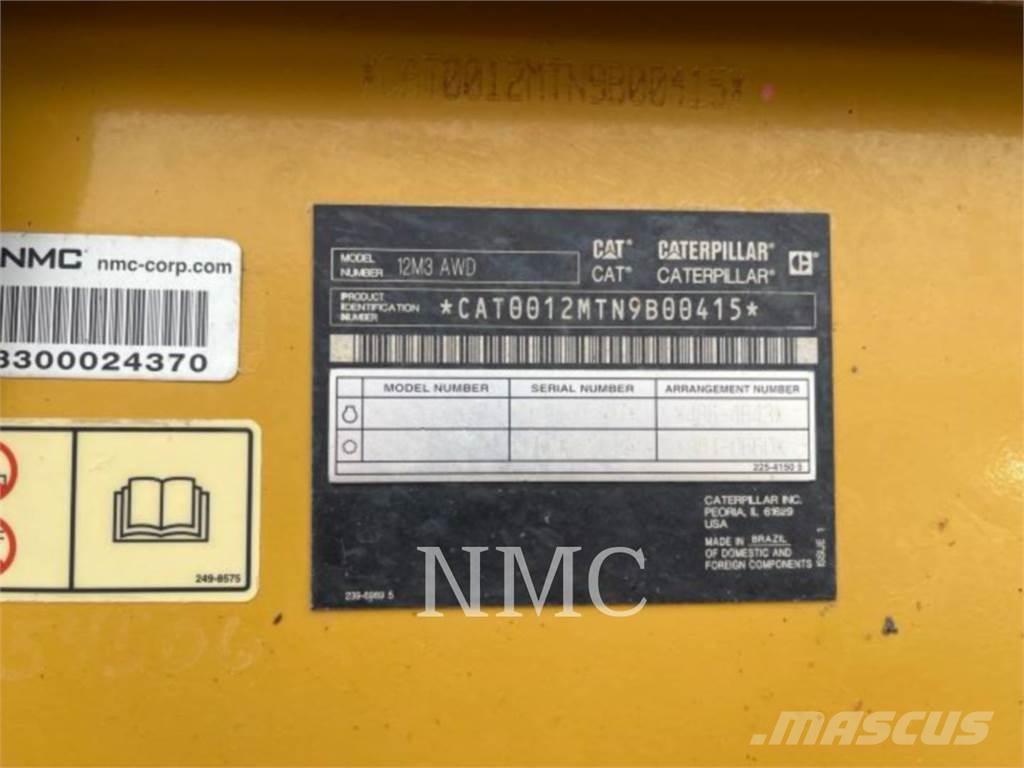 *CAT0012MTN9B00415*
NMC nmc-corp.com
8300024370
MODEL NUMBER 12M3 AWD
CAT® CATERPILLAR®
CAT® CATERPILLAR®
PRODUCT IDENTIFICATION NUMBER *CAT0012MTN9B00415*
MODEL NUMBER SERIAL NUMBER ARRANGEMENT NUMBER
225-4150 3
CATERPILLAR INC.
PEORIA, IL 61629
USA
MADE IN BRAZIL
OF DOMESTIC AND
FOREIGN COMPONENTS
ISSUE 1
239-6969 5
249-8575
NMC
MASCUS